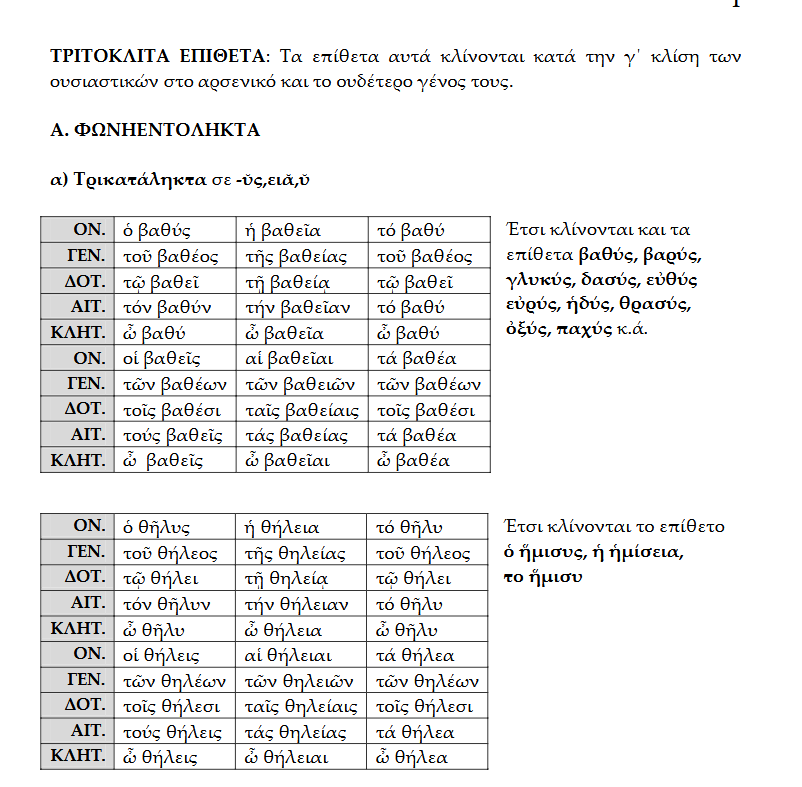 ΤΡΙΤΟΚΛΙΤΑ ΕΠΙΘΕΤΑ: Τα επίθετα αυτά κλίνονται κατά την γ΄ κλίση των
ουσιαστικών στο αρσενικό και το ουδέτερο γένος τους.
Α. ΦΩΝΗΕΝΤΟΛΗΚΤΑ
α) Τρικατάληκτα σε -ῠς,ειᾰ,ῠ
ΟΝ. ὁ βαθύς ἡ βαθεῖα τό βαθύ
ΓΕΝ. τοῦ βαθέος τῆς βαθείας τοῦ βαθέος
ΔΟΤ. τῷ βαθεῖ τῇ βαθείᾳ τῷ βαθεῖ
ΑΙΤ. τόν βαθύν τήν βαθεῖαν τό βαθύ
ΚΛΗΤ. ὦ βαθύ ὦ βαθεῖα ὦ βαθύ
ΟΝ. οἱ βαθεῖς αἱ βαθεῖαι τά βαθέα
ΓΕΝ. τῶν βαθέων τῶν βαθειῶν τῶν βαθέων
ΔΟΤ. τοῖς βαθέσι ταῖς βαθείαις τοῖς βαθέσι
ΑΙΤ. τούς βαθεῖς τάς βαθείας τά βαθέα
ΚΛΗΤ. ὦ βαθεῖς ὦ βαθεῖαι ὦ βαθέα
Έτσι κλίνονται και τα
επίθετα βαθύς, βαρύς,
γλυκύς, δασύς, εὐθύς
εὐρύς, ἡδύς, θρασύς,
ὀξύς, παχύς κ.ά.
ΟΝ. ὁ θῆλυς ἡ θήλεια τό θῆλυ
ΓΕΝ. τοῦ θήλεος τῆς θηλείας τοῦ θήλεος
ΔΟΤ. τῷ θήλει τῇ θηλείᾳ τῷ θήλει
ΑΙΤ. τόν θῆλυν τήν θήλειαν τό θῆλυ
ΚΛΗΤ. ὦ θῆλυ ὦ θήλεια ὦ θῆλυ
ΟΝ. οἱ θήλεις αἱ θήλειαι τά θήλεα
ΓΕΝ. τῶν θηλέων τῶν θηλειῶν τῶν θηλέων
ΔΟΤ. τοῖς θήλεσι ταῖς θηλείαις τοῖς θήλεσι
ΑΙΤ. τούς θήλεις τάς θηλείας τά θήλεα
ΚΛΗΤ. ὦ θήλεις ὦ θήλειαι ὦ θήλεα
Έτσι κλίνονται το επίθετο
ὁ ἥμισυς, ἡ ἡμίσεια,
το ἥμισυ